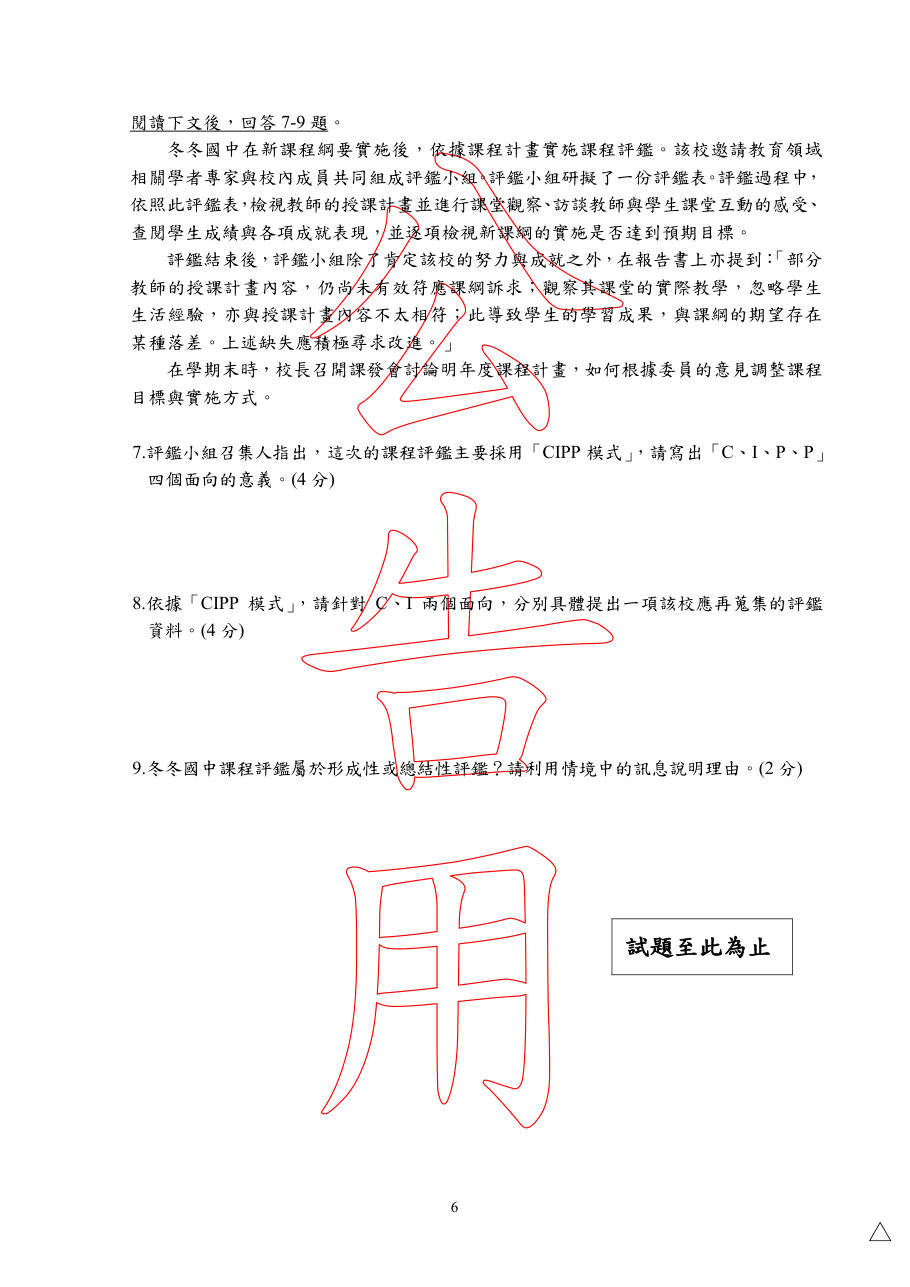 閱讀下文後,回答 7-9 題。
冬冬國中在新課程綱要實施後,依據課程計畫實施課程評鑑。該校邀請教育領域
相關學者專家與校內成員共同組成評鑑小組。評鑑小組研擬了一份評鑑表。評鑑過程中,
依照此評鑑表,檢視教師的授課計畫並進行課堂觀察、訪談教師與學生課堂互動的感受、
查閱學生成績與各項成就表現,並逐項檢視新課綱的實施是否達到預期目標。
評鑑結束後,評鑑小組除了肯定該校的努力與成就之外,在報告書上亦提到:「部分
教師的授課計畫內容,仍尚未有效符應課綱訴求;觀察其課堂的實際教學,忽略學生
生活經驗,亦與授課計畫內容不太相符;此導致學生的學習成果,與課綱的期望存在
某種落差。上述缺失應積極尋求改進。」
在學期末時,校長召開課發會討論明年度課程計畫,如何根據委員的意見調整課程
目標與實施方式。
7.評鑑小組召集人指出,這次的課程評鑑主要採用「CIPP 模式」,請寫出「C、I、P、P」
四個面向的意義。(4 分)
8.依據「CIPP 模式」,請針對 C、I 兩個面向,分別具體提出一項該校應再蒐集的評鑑
資料。(4 分)
9.冬冬國中課程評鑑屬於形成性或總結性評鑑?請利用情境中的訊息說明理由。(2 分)
試題至此為止
公告用
6